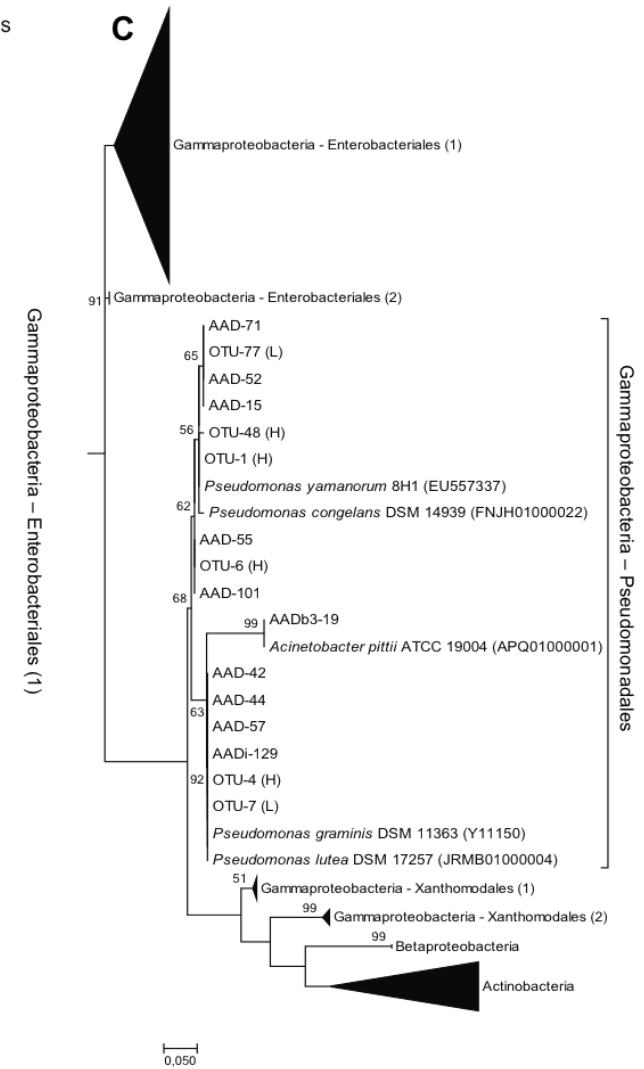 s
C
Gammaproteobacteria - Enterobacteriales (1)
91
Gammaproteobacteria - Enterobacteriales (2)
Gammaproteobacteria – Enterobacteriales (1)
AAD-71
65
OTU-77 (L)
AAD-52
AAD-15
56
OTU-48 (H)
OTU-1 (H)
Pseudomonas yamanorum 8H1 (EU557337)
62
Pseudomonas congelans DSM 14939 (FNJH01000022)
AAD-55
OTU-6 (H)
AAD-101
68
99
AADb3-19
Acinetobacter pittii ATCC 19004 (APQ01000001)
AAD-42
AAD-44
63
AAD-57
AADi-129
92
OTU-4 (H)
OTU-7 (L)
Pseudomonas graminis DSM 11363 (Y11150)
Pseudomonas lutea DSM 17257 (JRMB01000004)
Gammaproteobacteria – Pseudomonadales
51
Gammaproteobacteria - Xanthomodales (1)
99
Gammaproteobacteria - Xanthomodales (2)
99
Betaproteobacteria
Actinobacteria
0,050